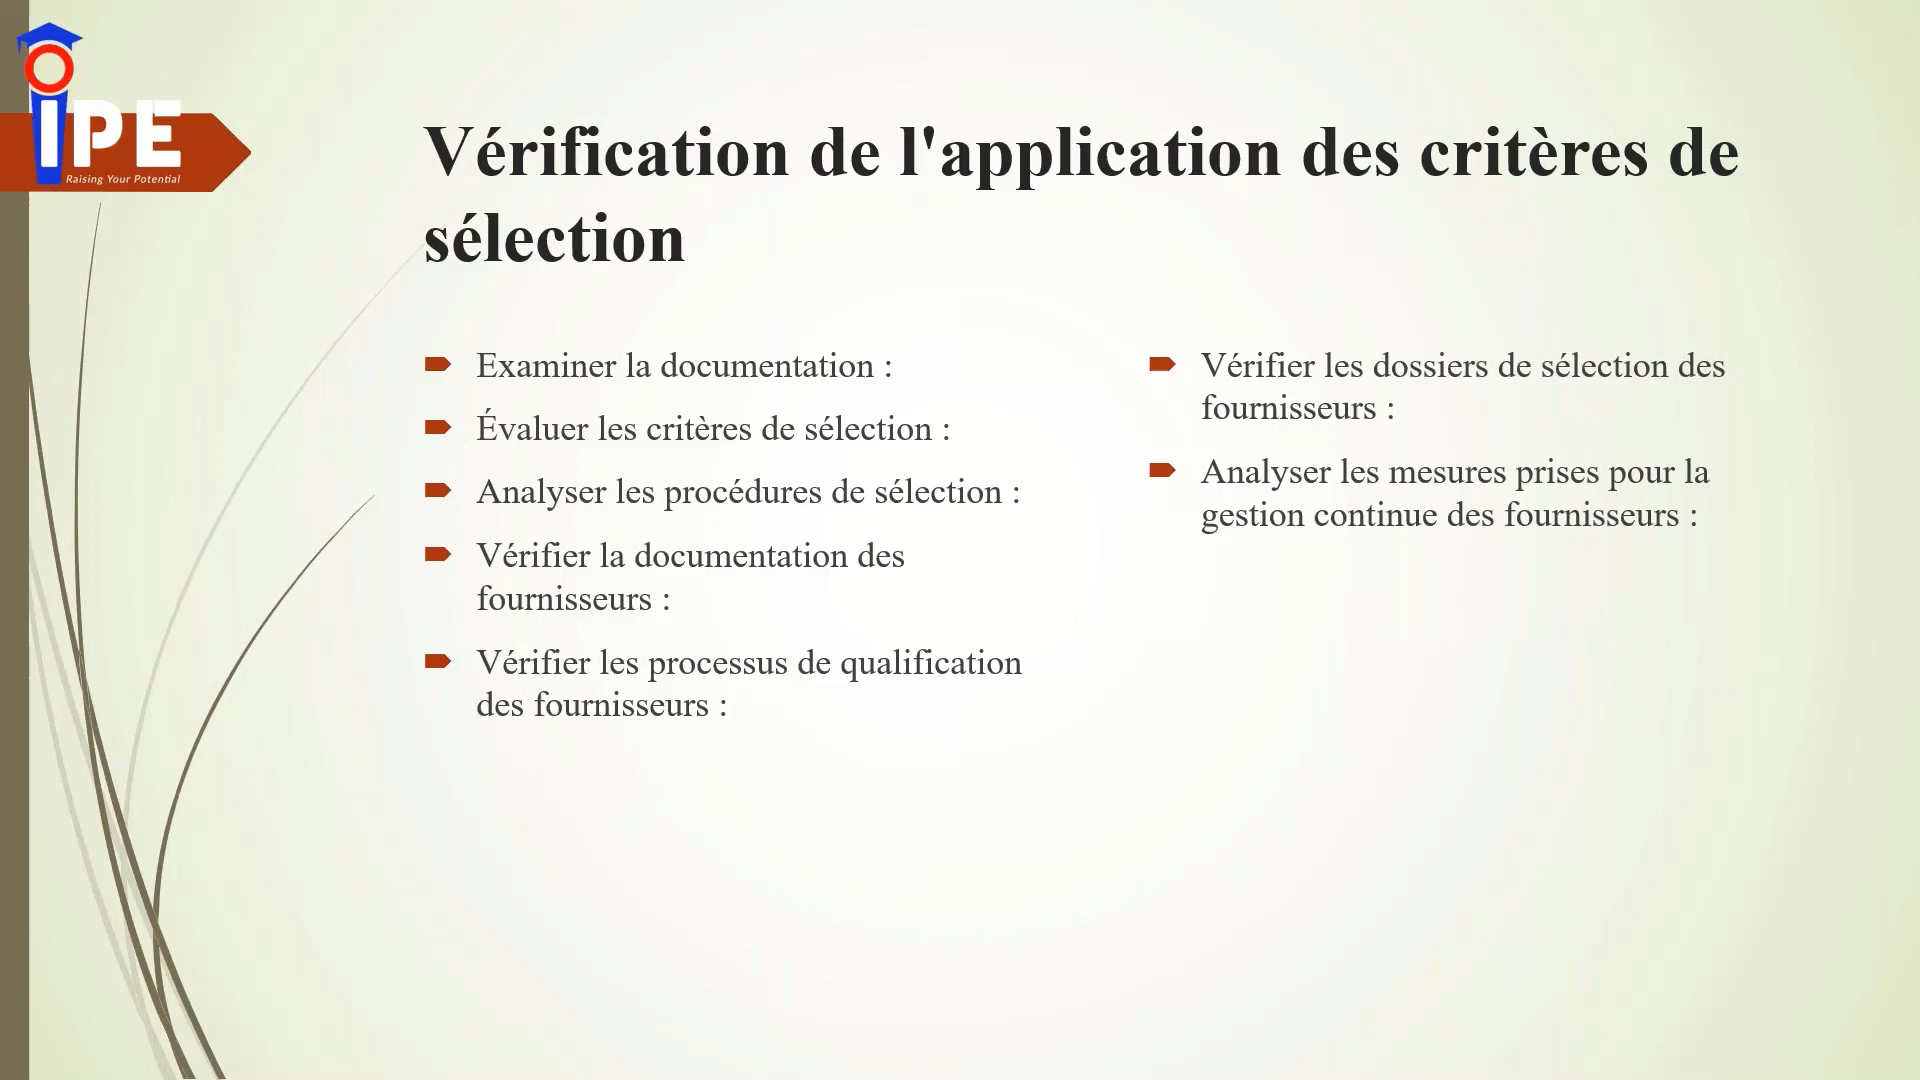 IPE
Raising Your Potential
Vérification de l'application des critères de
sélection
Examiner la documentation :
Évaluer les critères de sélection :
Analyser les procédures de sélection :
Vérifier la documentation des
fournisseurs :
Vérifier les processus de qualification
des fournisseurs :
Vérifier les dossiers de sélection des
fournisseurs :
Analyser les mesures prises pour la
gestion continue des fournisseurs :